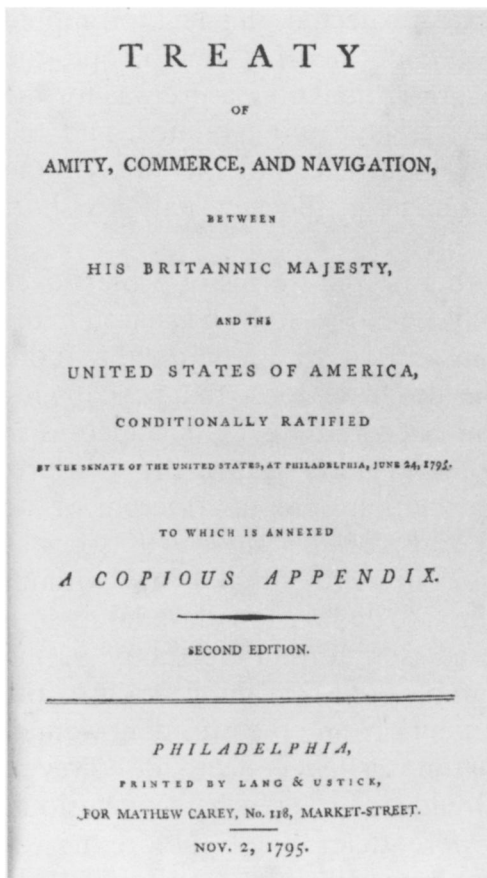 TREATY
OF
AMITY, COMMERCE, AND NAVIGATION,
BETWEEN
HIS BRITANNIC MAJESTY,
AND THE
UNITED STATES OF AMERICA,
CONDITIONALLY RATIFIED
BY THE SENATE OF THE UNITED STATES, AT PHILADELPHIA, JUNE 24, 1795.
TO WHICH IS ANNEXED
A COPIOUS APPENDIX.
SECOND EDITION.
PHILADELPHIA,
PRINTED BY LANG & USTICK,
FOR MATHEW CAREY, No. 118, MARKET-STREET.
NOV. 2, 1795.